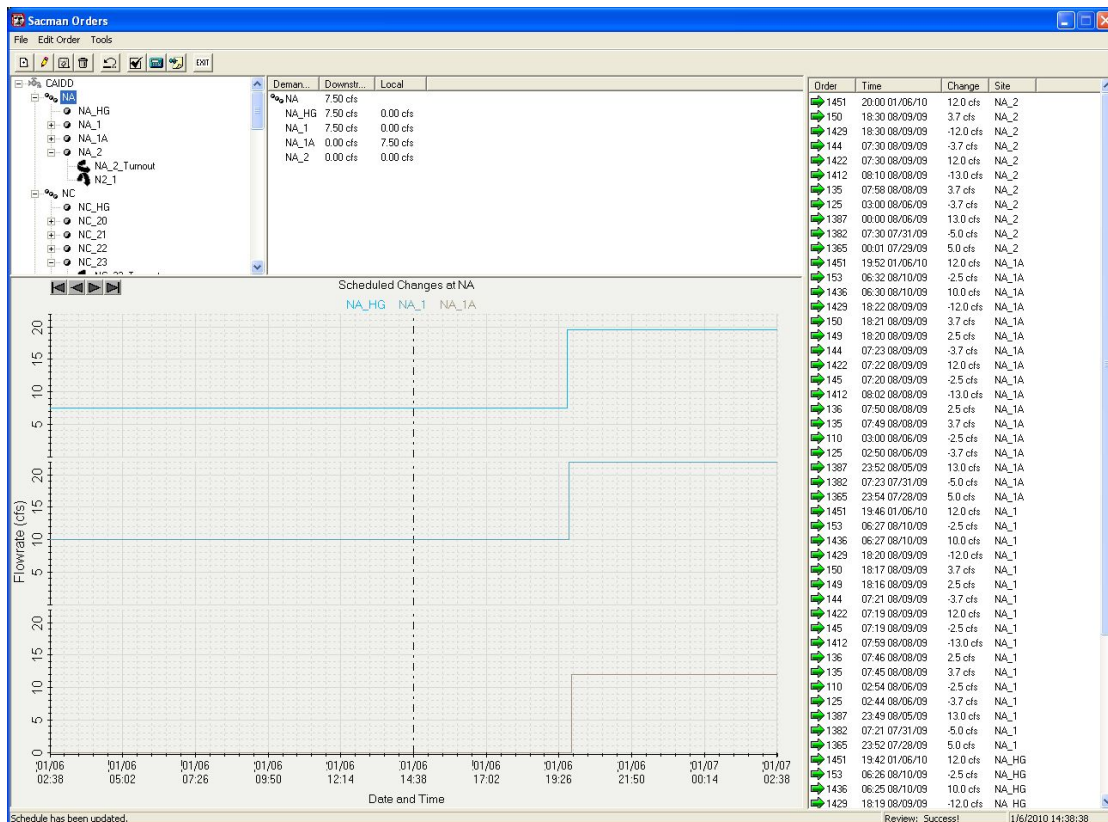 Sacman Orders
File Edit Order Tools
EXIT
CAIDD
NA
NA_HG
NA_1
NA_1A
NA_2
NA_2_Turnout
N2_1
NC
NC_HG
NC_20
NC_21
NC_22
NC_23
Deman... Downstr... Local
NA 7.50 cfs
NA_HG 7.50 cfs 0.00 cfs
NA_1 7.50 cfs 0.00 cfs
NA_1A 0.00 cfs 7.50 cfs
NA_2 0.00 cfs 0.00 cfs
Order Time Change Site
1451 20:00 01/06/10 12.0 cfs NA_2
150 18:30 08/09/09 3.7 cfs NA_2
1429 18:30 08/09/09 -12.0 cfs NA_2
144 07:30 08/09/09 -3.7 cfs NA_2
1422 07:30 08/09/09 12.0 cfs NA_2
1412 08:10 08/08/09 -13.0 cfs NA_2
135 07:58 08/08/09 3.7 cfs NA_2
125 03:00 08/06/09 -3.7 cfs NA_2
1387 00:00 08/06/09 13.0 cfs NA_2
1382 07:30 07/31/09 -5.0 cfs NA_2
1365 00:01 07/29/09 5.0 cfs NA_2
1451 19:52 01/06/10 12.0 cfs NA_1A
153 06:32 08/10/09 -2.5 cfs NA_1A
1436 06:30 08/10/09 10.0 cfs NA_1A
1429 18:22 08/09/09 -12.0 cfs NA_1A
150 18:21 08/09/09 3.7 cfs NA_1A
149 18:20 08/09/09 2.5 cfs NA_1A
144 07:23 08/09/09 -3.7 cfs NA_1A
1422 07:22 08/09/09 12.0 cfs NA_1A
145 07:20 08/09/09 -2.5 cfs NA_1A
1412 08:02 08/08/09 -13.0 cfs NA_1A
136 07:50 08/08/09 2.5 cfs NA_1A
135 07:49 08/08/09 3.7 cfs NA_1A
110 03:00 08/06/09 -2.5 cfs NA_1A
125 02:50 08/06/09 -3.7 cfs NA_1A
1387 23:52 08/05/09 13.0 cfs NA_1A
1382 07:23 07/31/09 -5.0 cfs NA_1A
1365 23:54 07/28/09 5.0 cfs NA_1A
1451 19:46 01/06/10 12.0 cfs NA_1
153 06:27 08/10/09 -2.5 cfs NA_1
1436 06:27 08/10/09 10.0 cfs NA_1
1429 18:20 08/09/09 -12.0 cfs NA_1
150 18:17 08/09/09 3.7 cfs NA_1
149 18:16 08/09/09 2.5 cfs NA_1
144 07:21 08/09/09 -3.7 cfs NA_1
1422 07:19 08/09/09 12.0 cfs NA_1
145 07:19 08/09/09 -2.5 cfs NA_1
1412 07:59 08/08/09 -13.0 cfs NA_1
136 07:46 08/08/09 2.5 cfs NA_1
135 07:45 08/08/09 3.7 cfs NA_1
110 02:54 08/06/09 -2.5 cfs NA_1
125 02:44 08/06/09 -3.7 cfs NA_1
1387 23:49 08/05/09 13.0 cfs NA_1
1382 07:21 07/31/09 -5.0 cfs NA_1
1365 23:52 07/28/09 5.0 cfs NA_1
1451 19:42 01/06/10 12.0 cfs NA_HG
153 06:26 08/10/09 -2.5 cfs NA_HG
1436 06:25 08/10/09 10.0 cfs NA_HG
1429 18:19 08/09/09 -12.0 cfs NA_HG
Scheduled Changes at NA
NA_HG NA_1 NA_1A
20
15
10
5
20
15
10
5
20
15
10
5
0
Flowrate (cfs)
01/06 01/06 01/06 01/06 01/06 01/06 01/06 01/06 01/06 01/07 01/07
02:38 05:02 07:26 09:50 12:14 14:38 17:02 19:26 21:50 00:14 02:38
Date and Time
Schedule has been updated. Review: Success! 1/6/2010 14:38:38